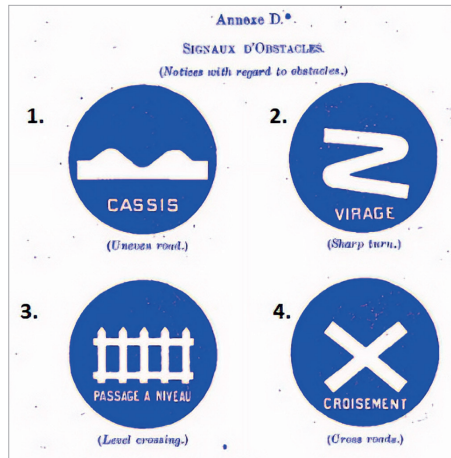 Annexe D.*
SIGNAUX D'OBSTACLES.
(Notices with regard to obstacles.)
1.
CASSIS
(Uneven road.)
2.
VIRAGE
(Sharp turn.)
3.
PASSAGE A NIVEAU
(Level crossing.)
4.
CROISEMENT
(Cross roads.)